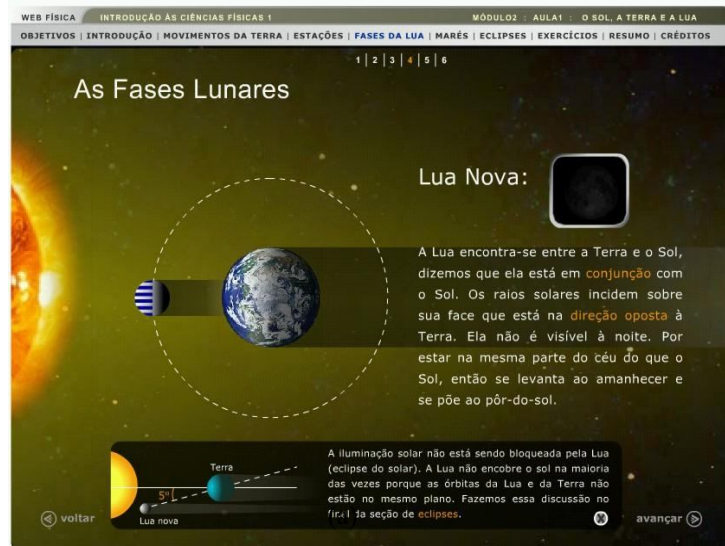 WEB FÍSICA INTRODUÇÃO ÀS CIÊNCIAS FÍSICAS 1 MÓDULO2 : AULA1 : O SOL, A TERRA E A LUA
OBJETIVOS | INTRODUÇÃO | MOVIMENTOS DA TERRA | ESTAÇÕES | FASES DA LUA | MARÉS | ECLIPSES | EXERCÍCIOS | RESUMO | CRÉDITOS
1 | 2 | 3 | 4 | 5 | 6
As Fases Lunares
Lua Nova:
A Lua encontra-se entre a Terra e o Sol,
dizemos que ela está em conjunção com
o Sol. Os raios solares incidem sobre
sua face que está na direção oposta à
Terra. Ela não é visível à noite. Por
estar na mesma parte do céu do que o
Sol, então se levanta ao amanhecer e
se põe ao pôr-do-sol.
Terra
5º
Lua nova
A iluminação solar não está sendo bloqueada pela Lua
(eclipse do solar). A Lua não encobre o sol na maioria
das vezes porque as órbitas da Lua e da Terra não
estão no mesmo plano. Fazemos essa discussão no
final da seção de eclipses.
voltar
avançar